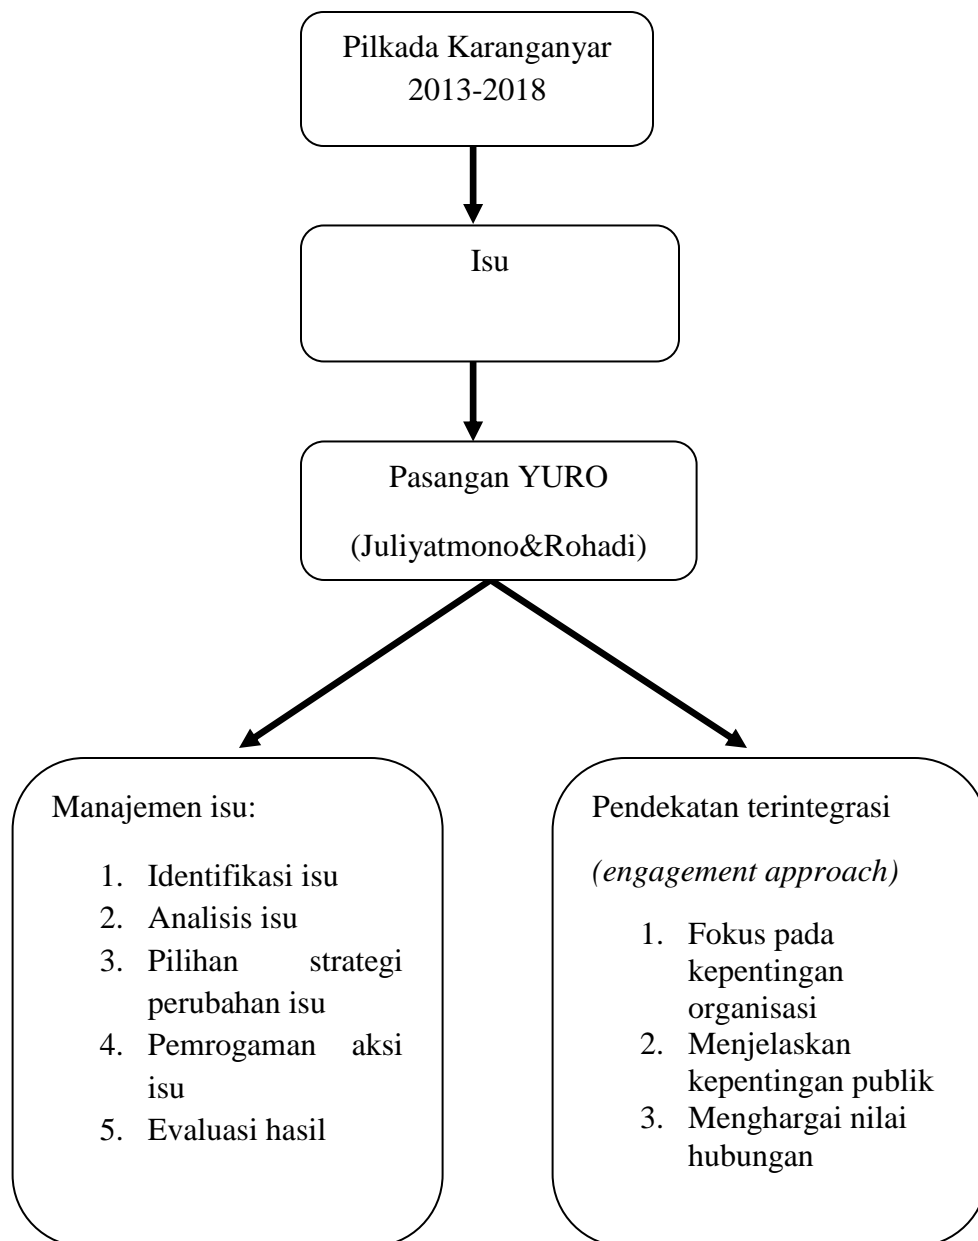 Pilkada Karanganyar
2013-2018
Isu
Pasangan YURO
(Juliyatmono&Rohadi)
Manajemen isu:
1. Identifikasi isu
2. Analisis isu
3. Pilihan strategi
perubahan isu
4. Pemrogaman aksi
isu
5. Evaluasi hasil
Pendekatan terintegrasi
(engagement approach)
1. Fokus pada
kepentingan
organisasi
2. Menjelaskan
kepentingan publik
3. Menghargai nilai
hubungan